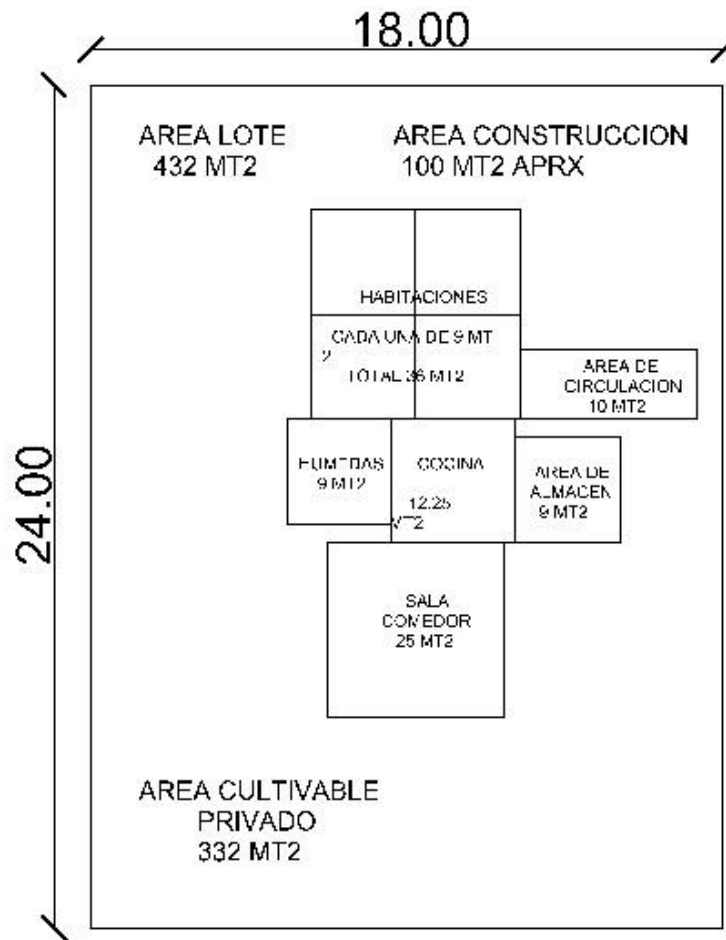 18.00
AREA LOTE
432 MT2
AREA CONSTRUCCION
100 MT2 APRX
HABITACIONES
CADA UNA DE 9 MT
2
TOTAL 36 MT2
AREA DE
CIRCULACION
10 MT2
HUMEDAS
9 MT2
COCINA
12.25
MT2
AREA DE
ALMACEN
9 MT2
24.00
SALA
COMEDOR
25 MT2
AREA CULTIVABLE
PRIVADO
332 MT2